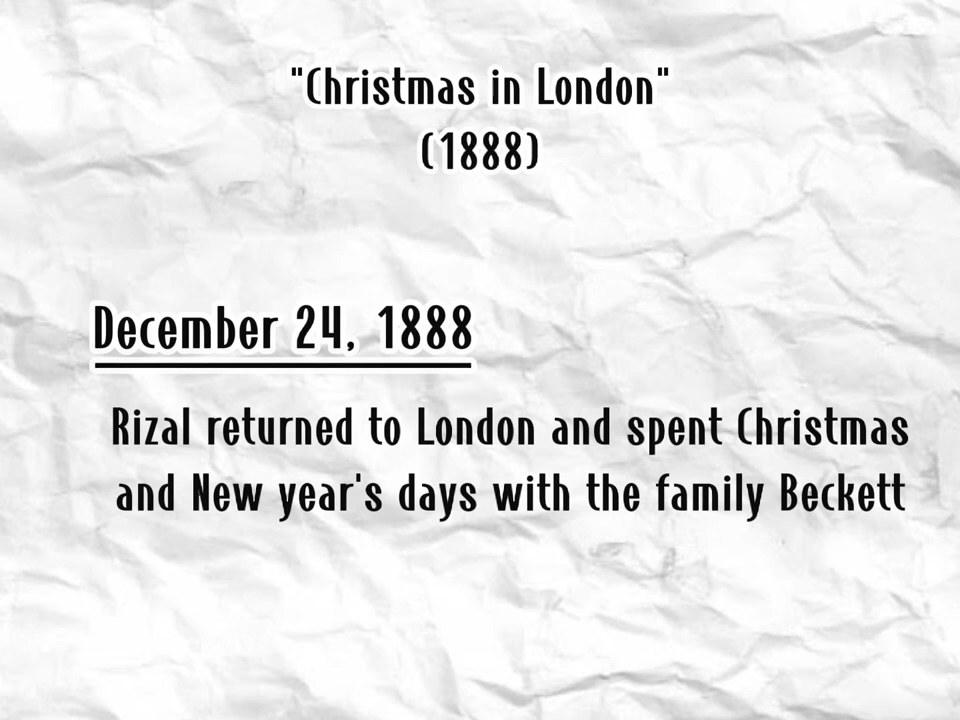 "Christmas in London"
(1888)
December 24, 1888
Rizal returned to London and spent Christmas
and New year's days with the family Beckett